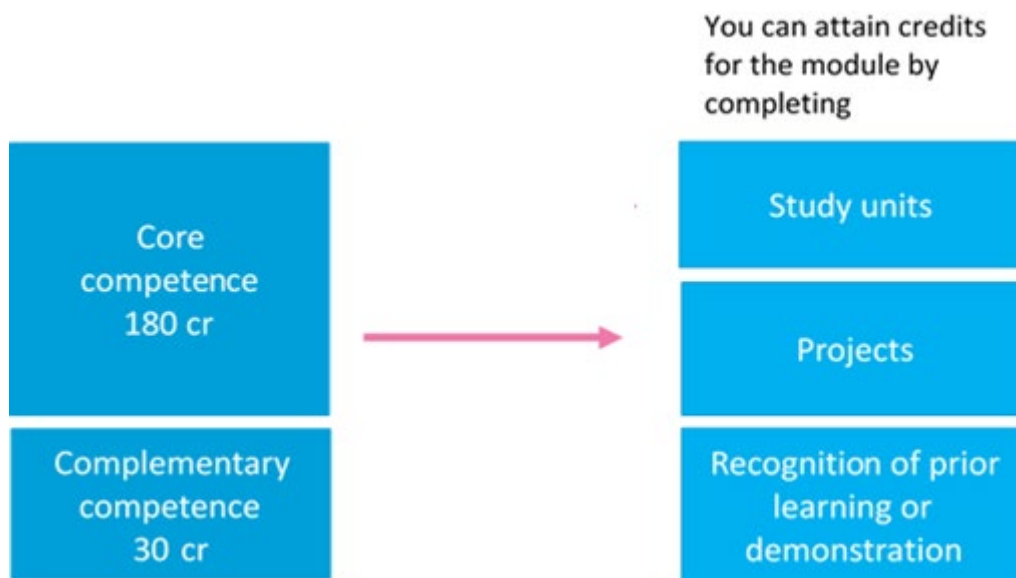 You can attain credits
for the module by
completing
Core
competence
180 cr
Complementary
competence
30 cr
Study units
Projects
Recognition of prior
learning or
demonstration